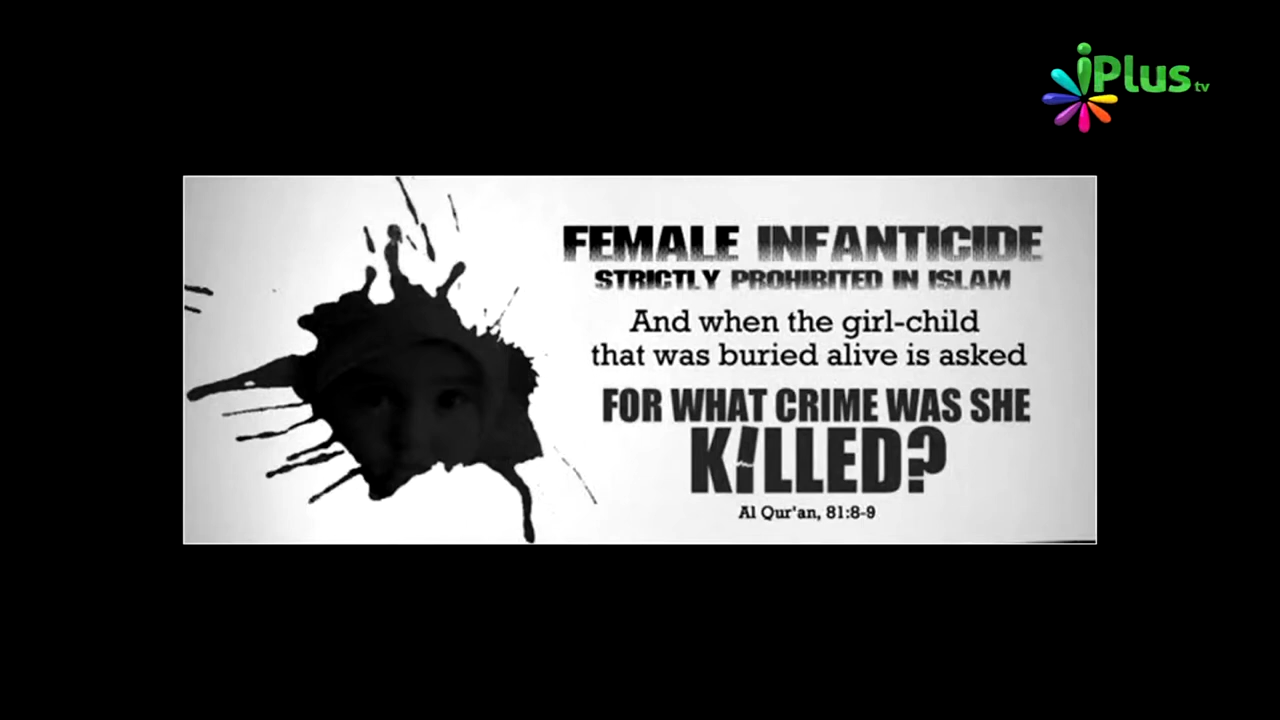 iPlus tv
FEMALE INFANTICIDE
STRICTLY PROHIBITED IN ISLAM
And when the girl-child
that was buried alive is asked
FOR WHAT CRIME WAS SHE
KILLED?
Al Qur'an, 81:8-9